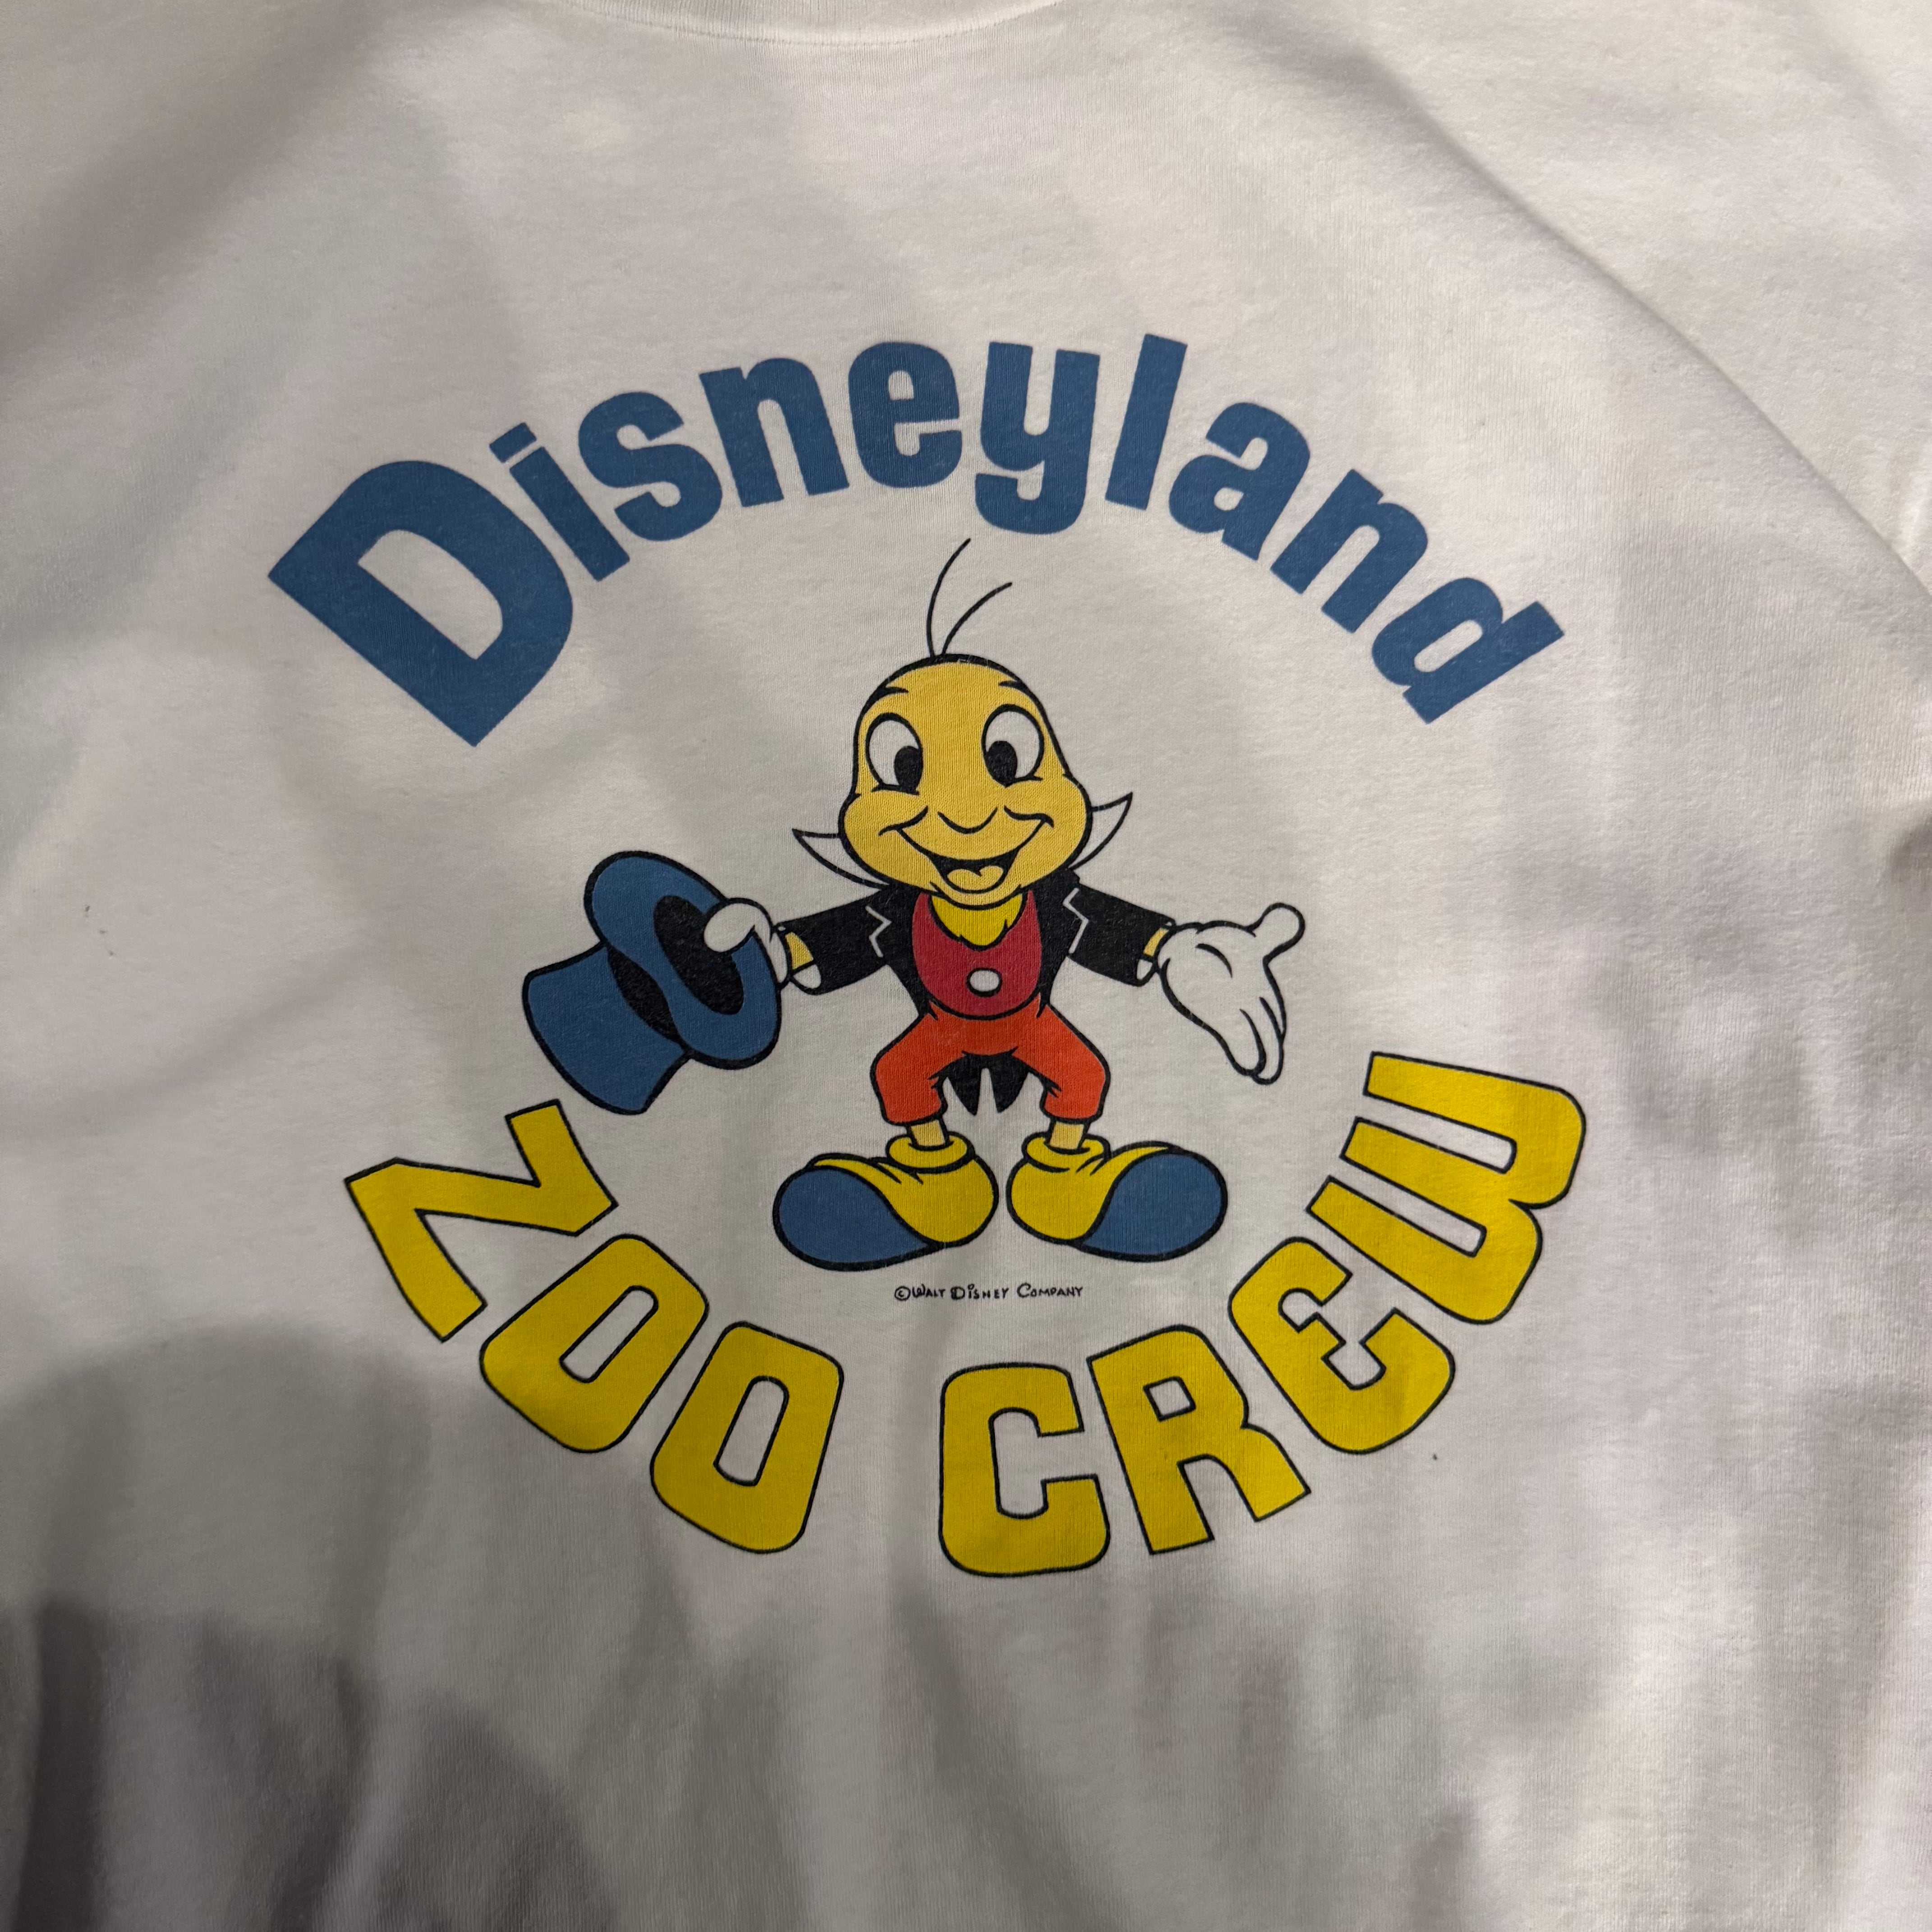 Disneyland
©WALT DISNEY COMPANY
ZOO CREW